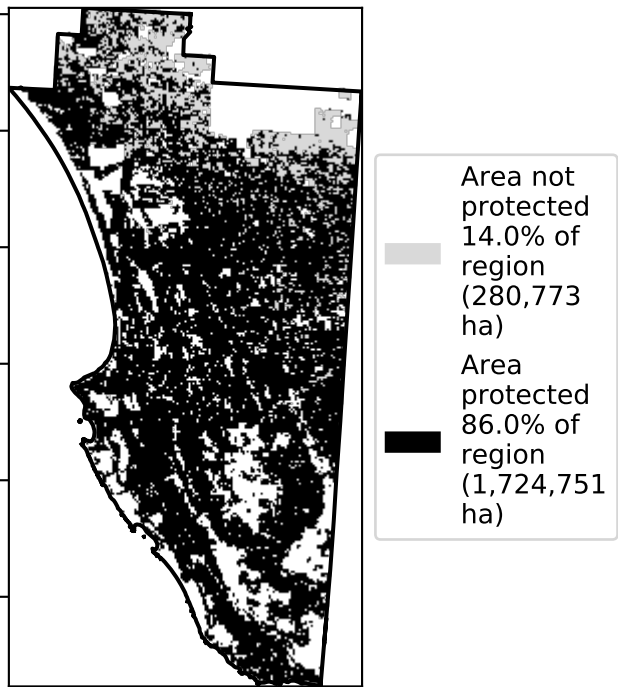 Area not
protected
14.0% of
region
(280,773
ha)
Area
protected
86.0% of
region
(1,724,751
ha)